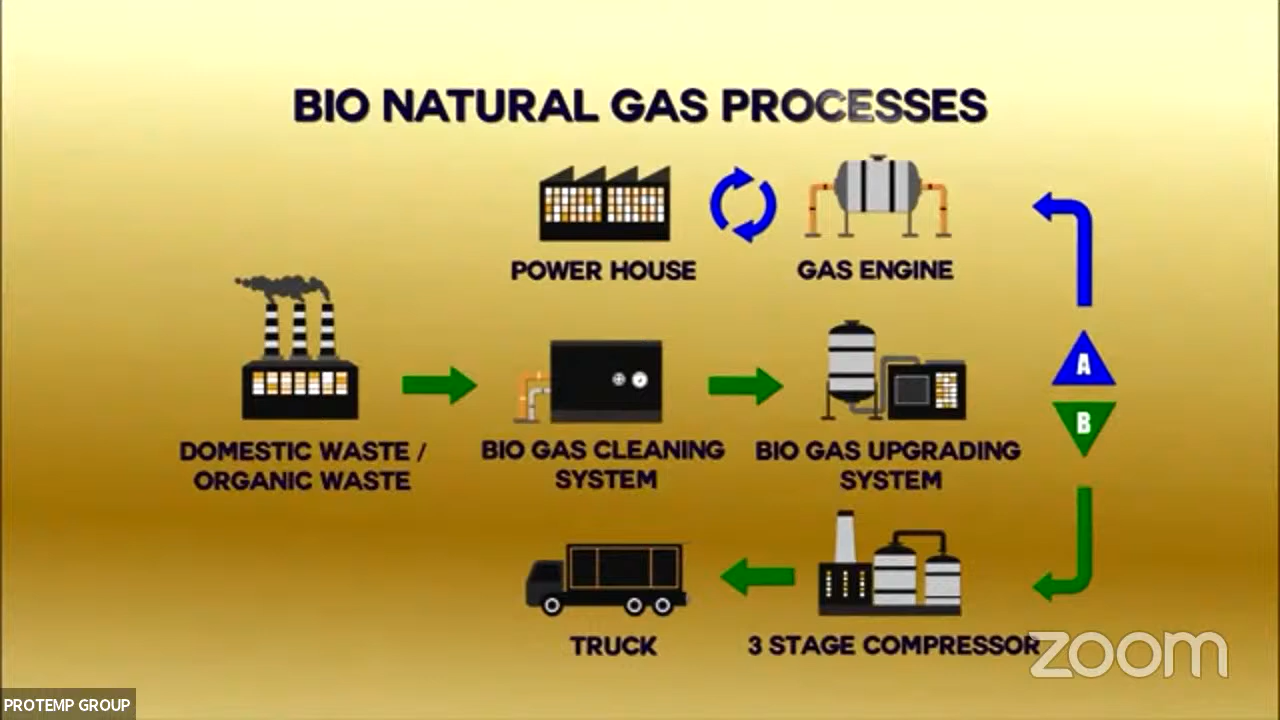 BIO NATURAL GAS PROCESSES
POWER HOUSE
GAS ENGINE
A
B
DOMESTIC WASTE /
ORGANIC WASTE
BIO GAS CLEANING
SYSTEM
BIO GAS UPGRADING
SYSTEM
TRUCK
3 STAGE COMPRESSOR
zoom
PROTEMP GROUP